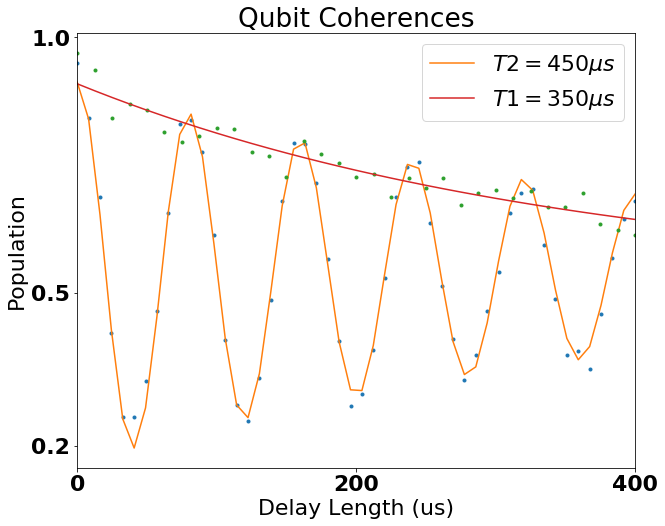 Qubit Coherences
1.0
T2 = 450μs
T1 = 350μs
Population
0.5
0.2
0 200 400
Delay Length (us)